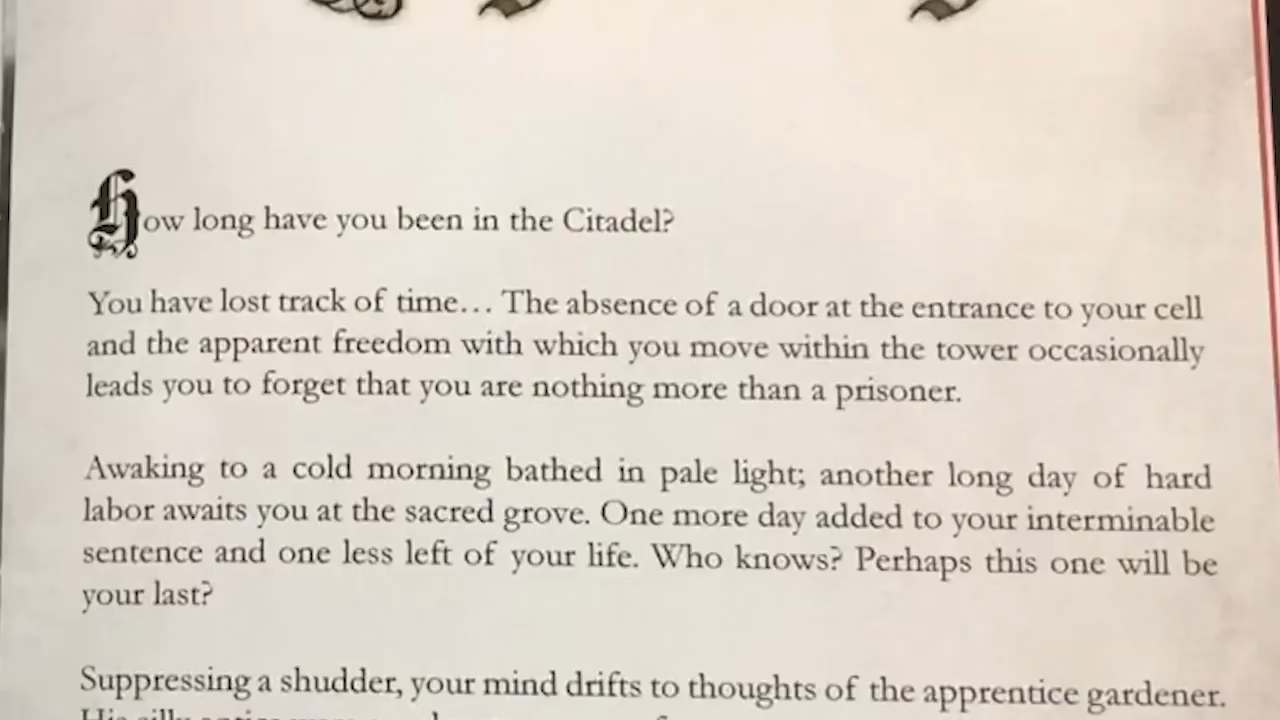 How long have you been in the Citadel?
You have lost track of time... The absence of a door at the entrance to your cell
and the apparent freedom with which you move within the tower occasionally
leads you to forget that you are nothing more than a prisoner.
Awaking to a cold morning bathed in pale light; another long day of hard
labor awaits you at the sacred grove. One more day added to your interminable
sentence and one less left of your life. Who knows? Perhaps this one will be
your last?
Suppressing a shudder, your mind drifts to thoughts of the apprentice gardener.